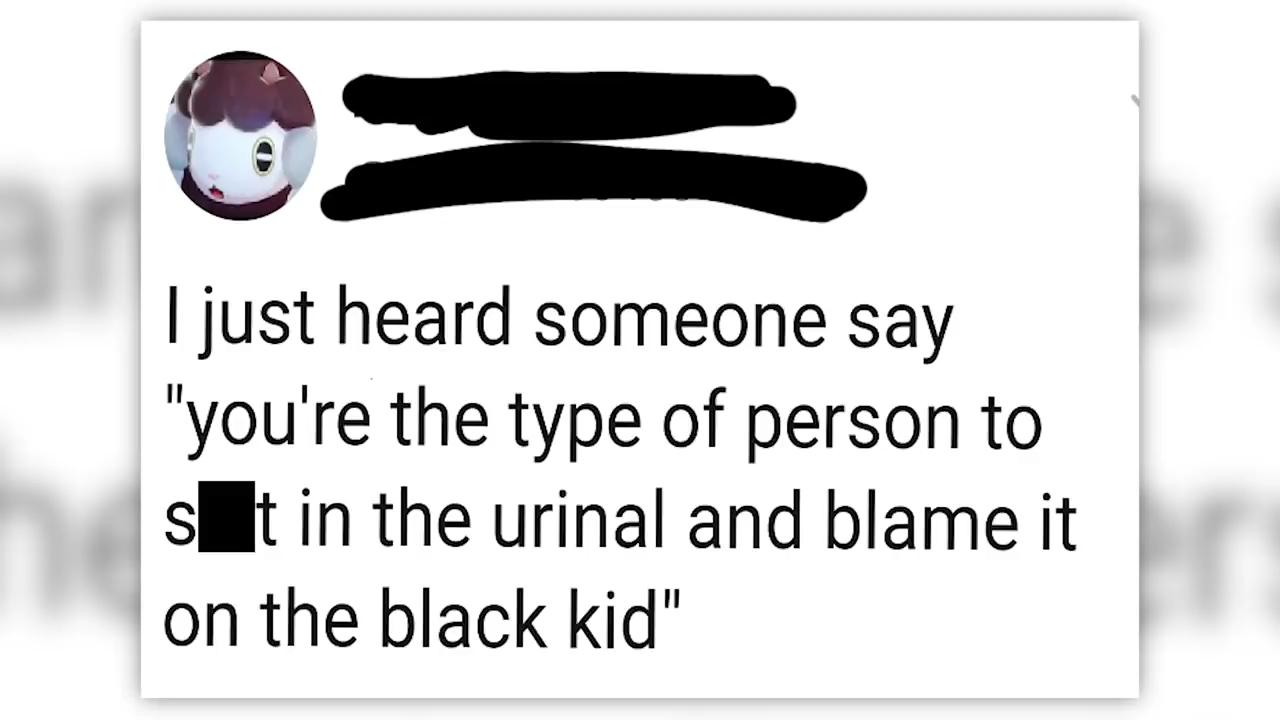 I just heard someone say
"you're the type of person to
s█t in the urinal and blame it
on the black kid"